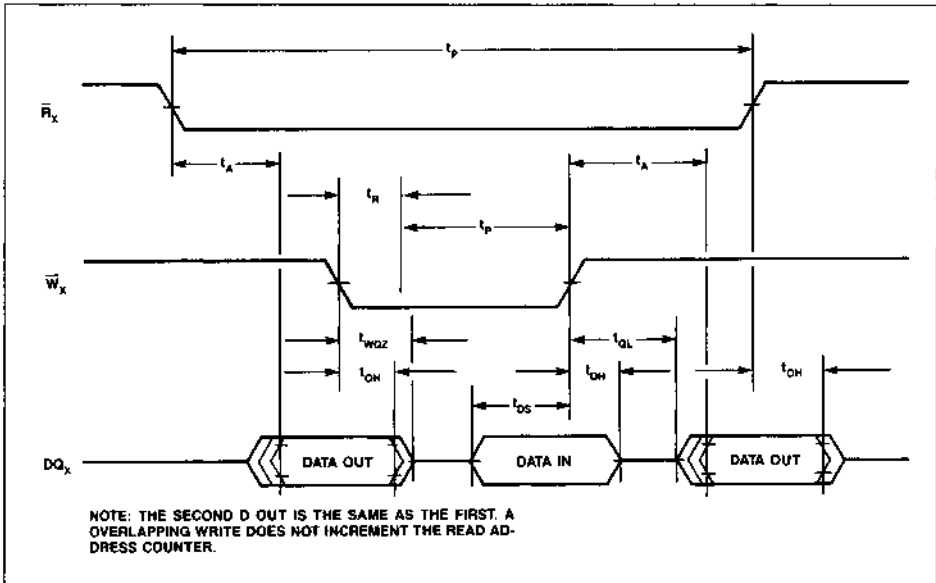 tP
R̅X
tA
tA
tR
tP
W̅X
tWQZ
tQL
tOH
tDH
tOH
tDS
DQX
DATA OUT
DATA IN
DATA OUT
NOTE: THE SECOND D OUT IS THE SAME AS THE FIRST. A
OVERLAPPING WRITE DOES NOT INCREMENT THE READ AD-
DRESS COUNTER.